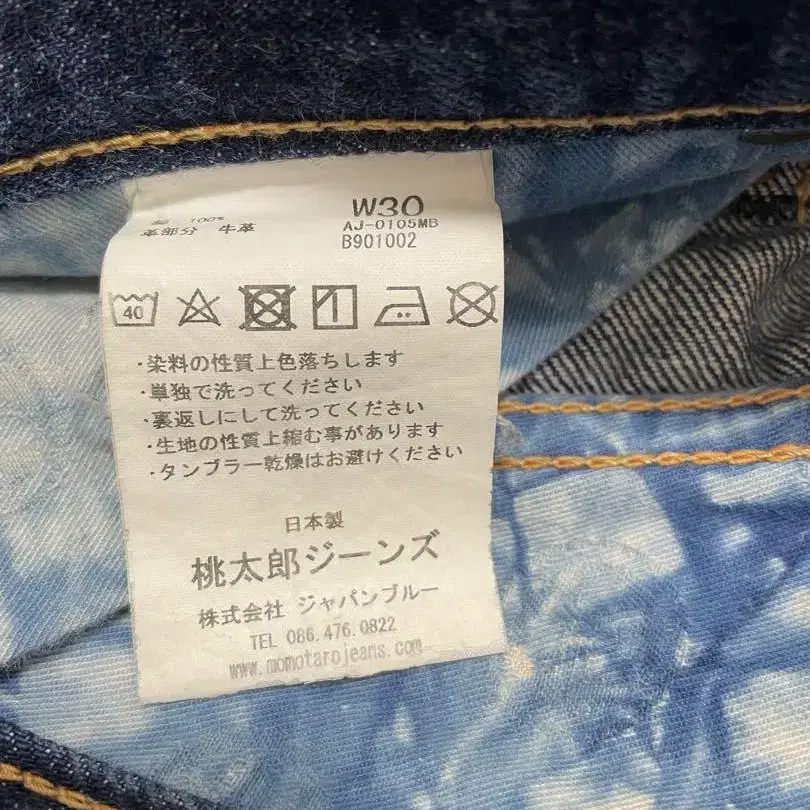 W30
綿 100%
AJ-0105MB
革部分 牛革
B901002
40
・染料の性質上色落ちします
・単独で洗ってください
・裏返しにして洗ってください
・生地の性質上縮む事があります
・タンブラー乾燥はお避けください
日本製
桃太郎ジーンズ
株式会社 ジャパンブルー
TEL 086.476.0822
www.momotarojeans.com